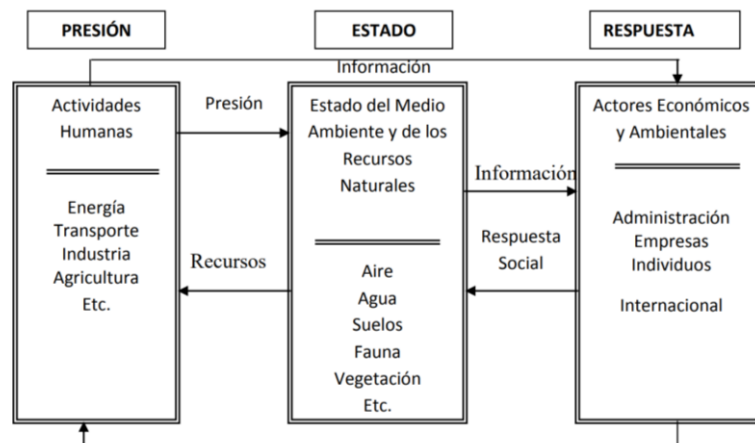 PRESIÓN
ESTADO
RESPUESTA
Información
Actividades
Humanas
Energía
Transporte
Industria
Agricultura
Etc.
Presión
Recursos
Estado del Medio
Ambiente y de los
Recursos
Naturales
Aire
Agua
Suelos
Fauna
Vegetación
Etc.
Información
Respuesta
Social
Actores Económicos
y Ambientales
Administración
Empresas
Individuos
Internacional